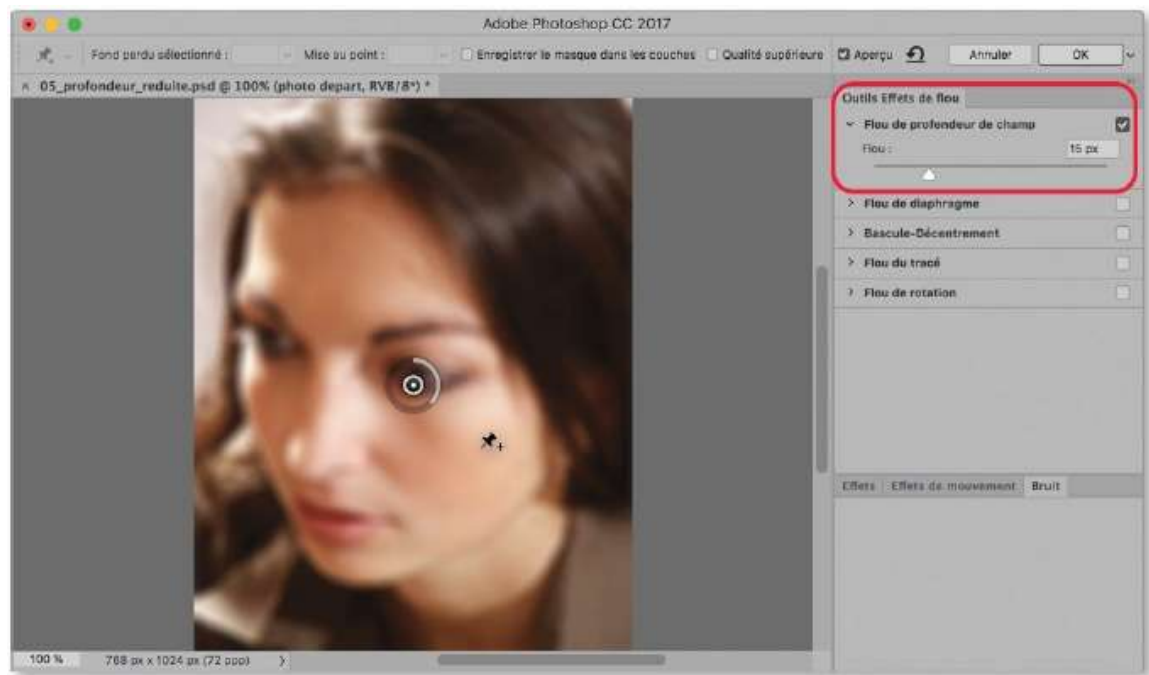 Adobe Photoshop CC 2017
Fond perdu sélectionné : Mise au point : Enregistrer le masque dans les couches Qualité supérieure Aperçu Annuler OK
× 05_profondeur_reduite.psd @ 100% (photo depart, RVB/8*) *
Outils Effets de flou
Flou de profondeur de champ
Flou : 15 px
Flou de diaphragme
Bascule-Décentrement
Flou du tracé
Flou de rotation
Effets Effets de mouvement Bruit
100 % 768 px x 1024 px (72 ppp)